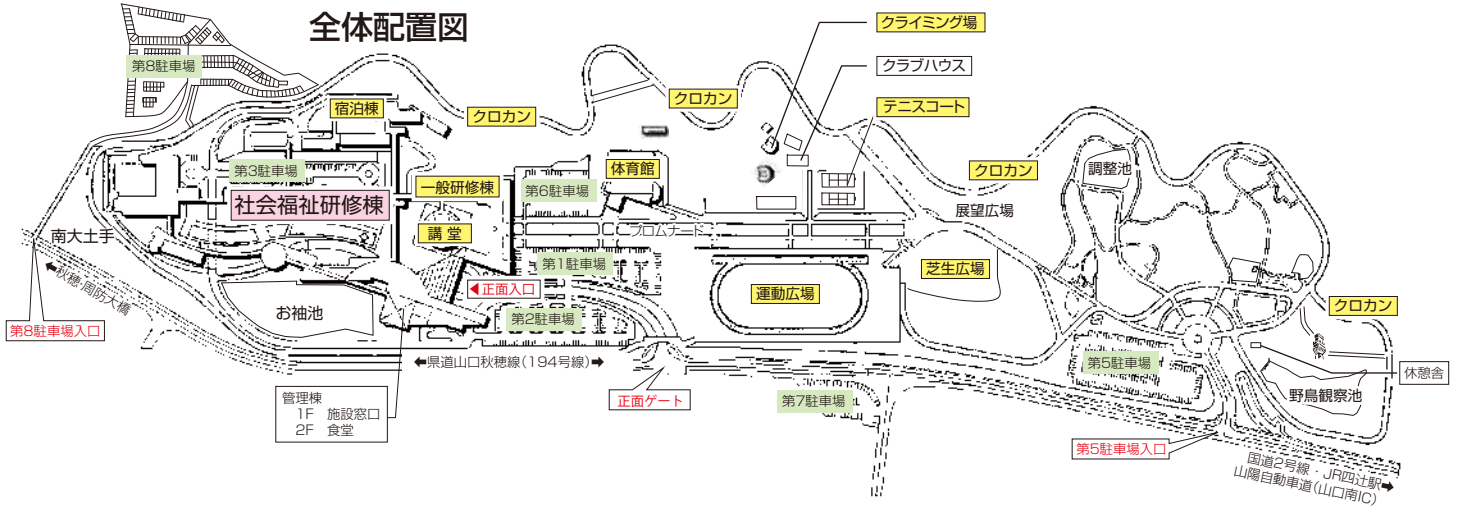 全体配置図
クライミング場
クラブハウス
テニスコート
第8駐車場
宿泊棟
クロカン
クロカン
クロカン
調整池
第3駐車場
一般研修棟
第6駐車場
体育館
社会福祉研修棟
展望広場
南大土手
講堂
プロムナード
第1駐車場
芝生広場
←秋穂・周防大橋
◀正面入口
運動広場
お袖池
第2駐車場
クロカン
第8駐車場入口
←県道山口秋穂線(194号線)→
第5駐車場
休憩舎
管理棟
1F 施設窓口
2F 食堂
正面ゲート
第7駐車場
野鳥観察池
第5駐車場入口
国道2号線・JR四辻駅
山陽自動車道(山口南IC)→